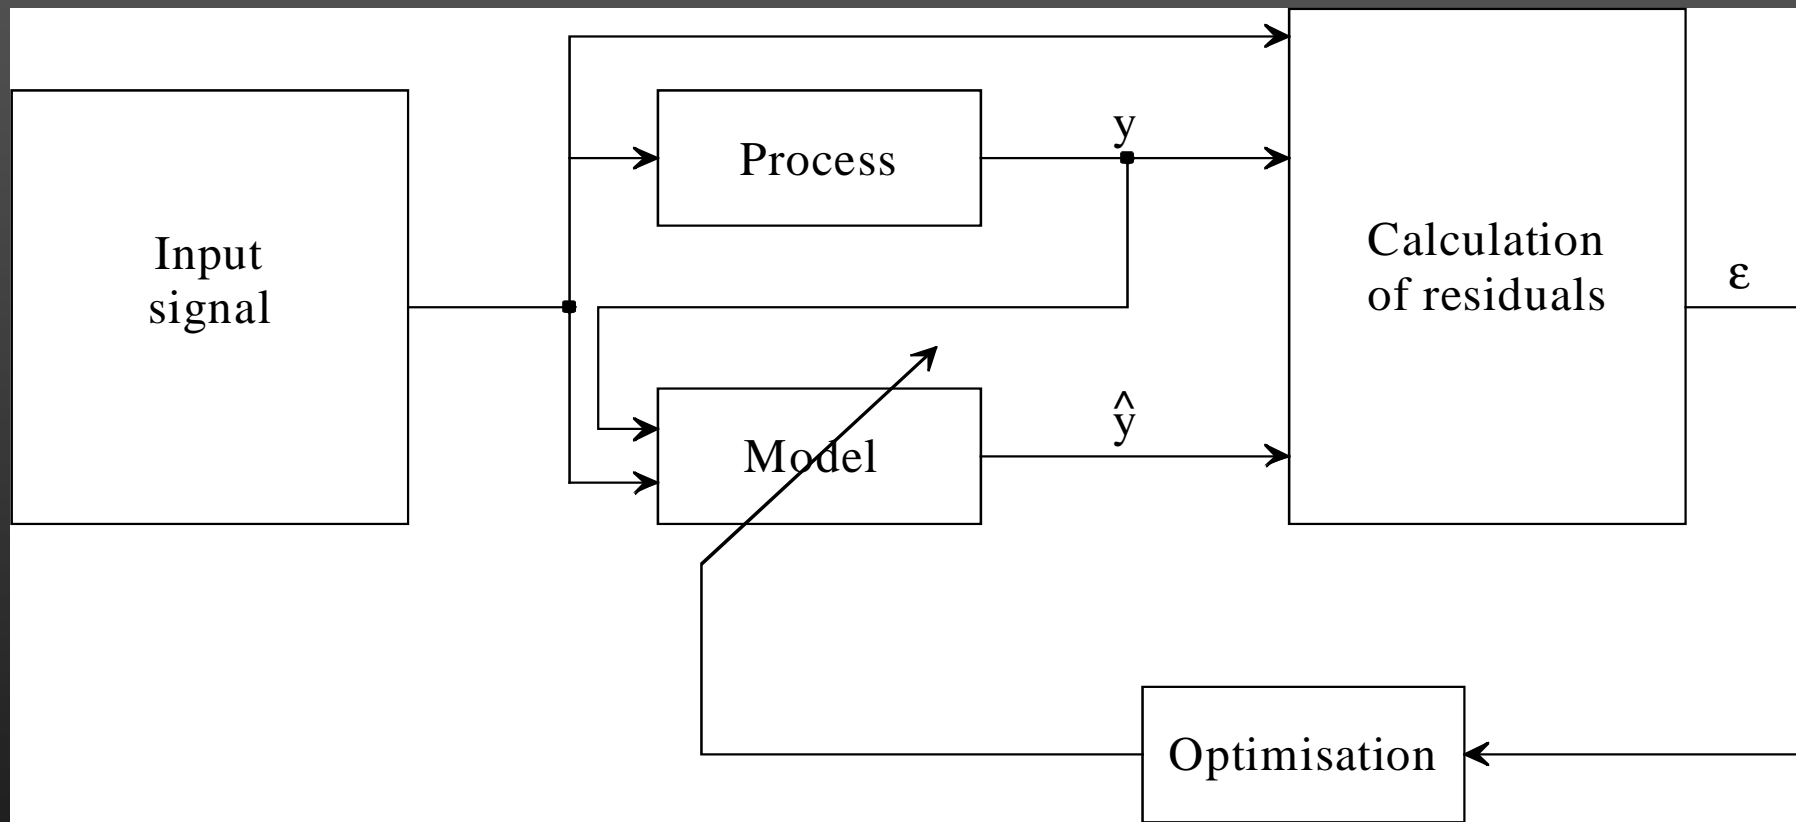 Input
signal
Process
y
Model
ŷ
Calculation
of residuals
ε
Optimisation